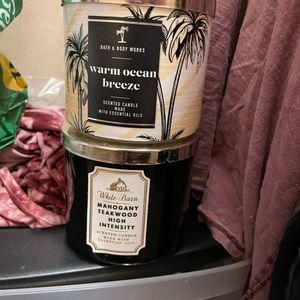 BATH & BODY WORKS
warm ocean
breeze
SCENTED CANDLE
MADE
WITH ESSENTIAL OILS
White Barn
MAHOGANY
TEAKWOOD
HIGH
INTENSITY
SCENTED CANDLE
MADE WITH
ESSENTIAL OILS